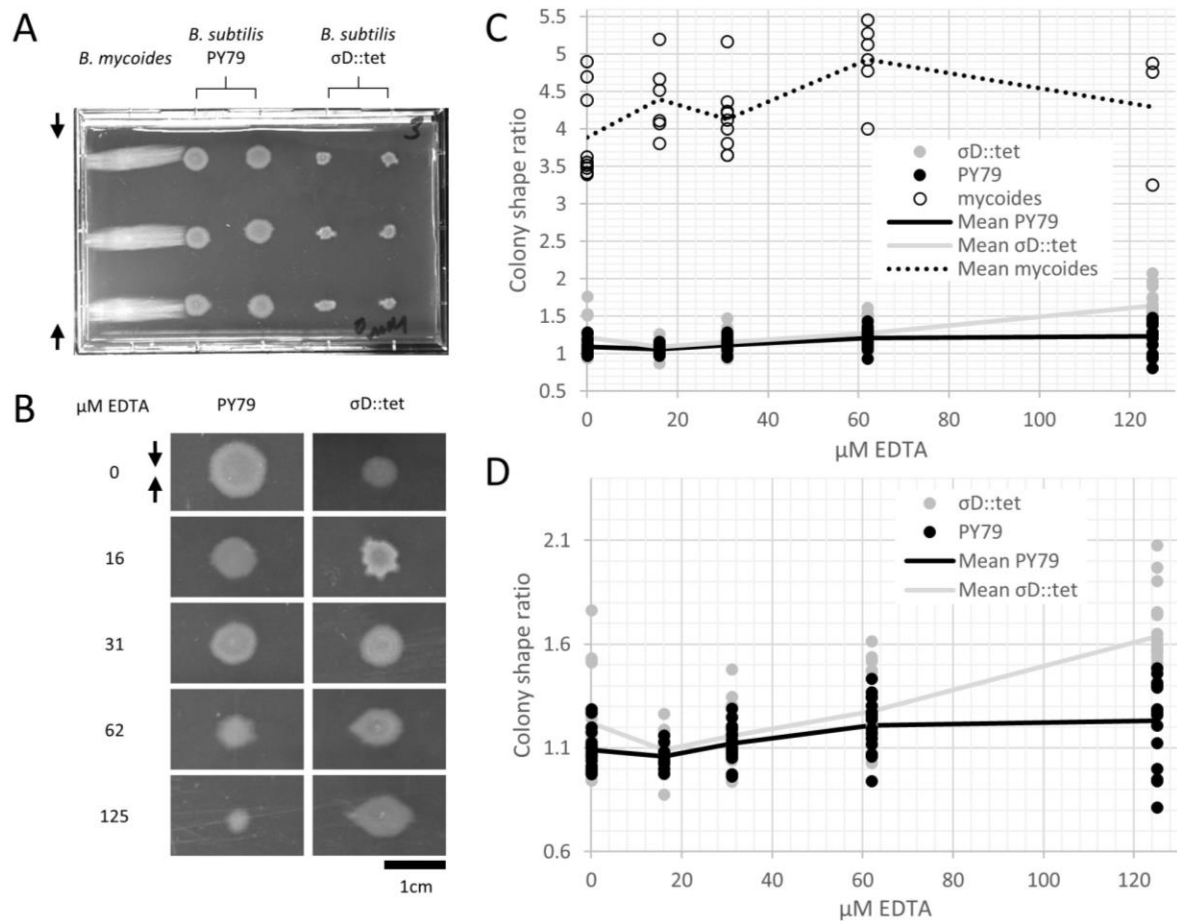 A
B. mycoides
B. subtilis
PY79
B. subtilis
σD::tet
3
0 μM
B
μM EDTA
PY79
σD::tet
0
16
31
62
125
1cm
C
5.5
5
4.5
4
3.5
3
2.5
2
1.5
1
0.5
Colony shape ratio
σD::tet
PY79
mycoides
Mean PY79
Mean σD::tet
Mean mycoides
0
20
40
60
80
100
120
μM EDTA
D
2.1
1.6
1.1
0.6
Colony shape ratio
σD::tet
PY79
Mean PY79
Mean σD::tet
0
20
40
60
80
100
120
μM EDTA